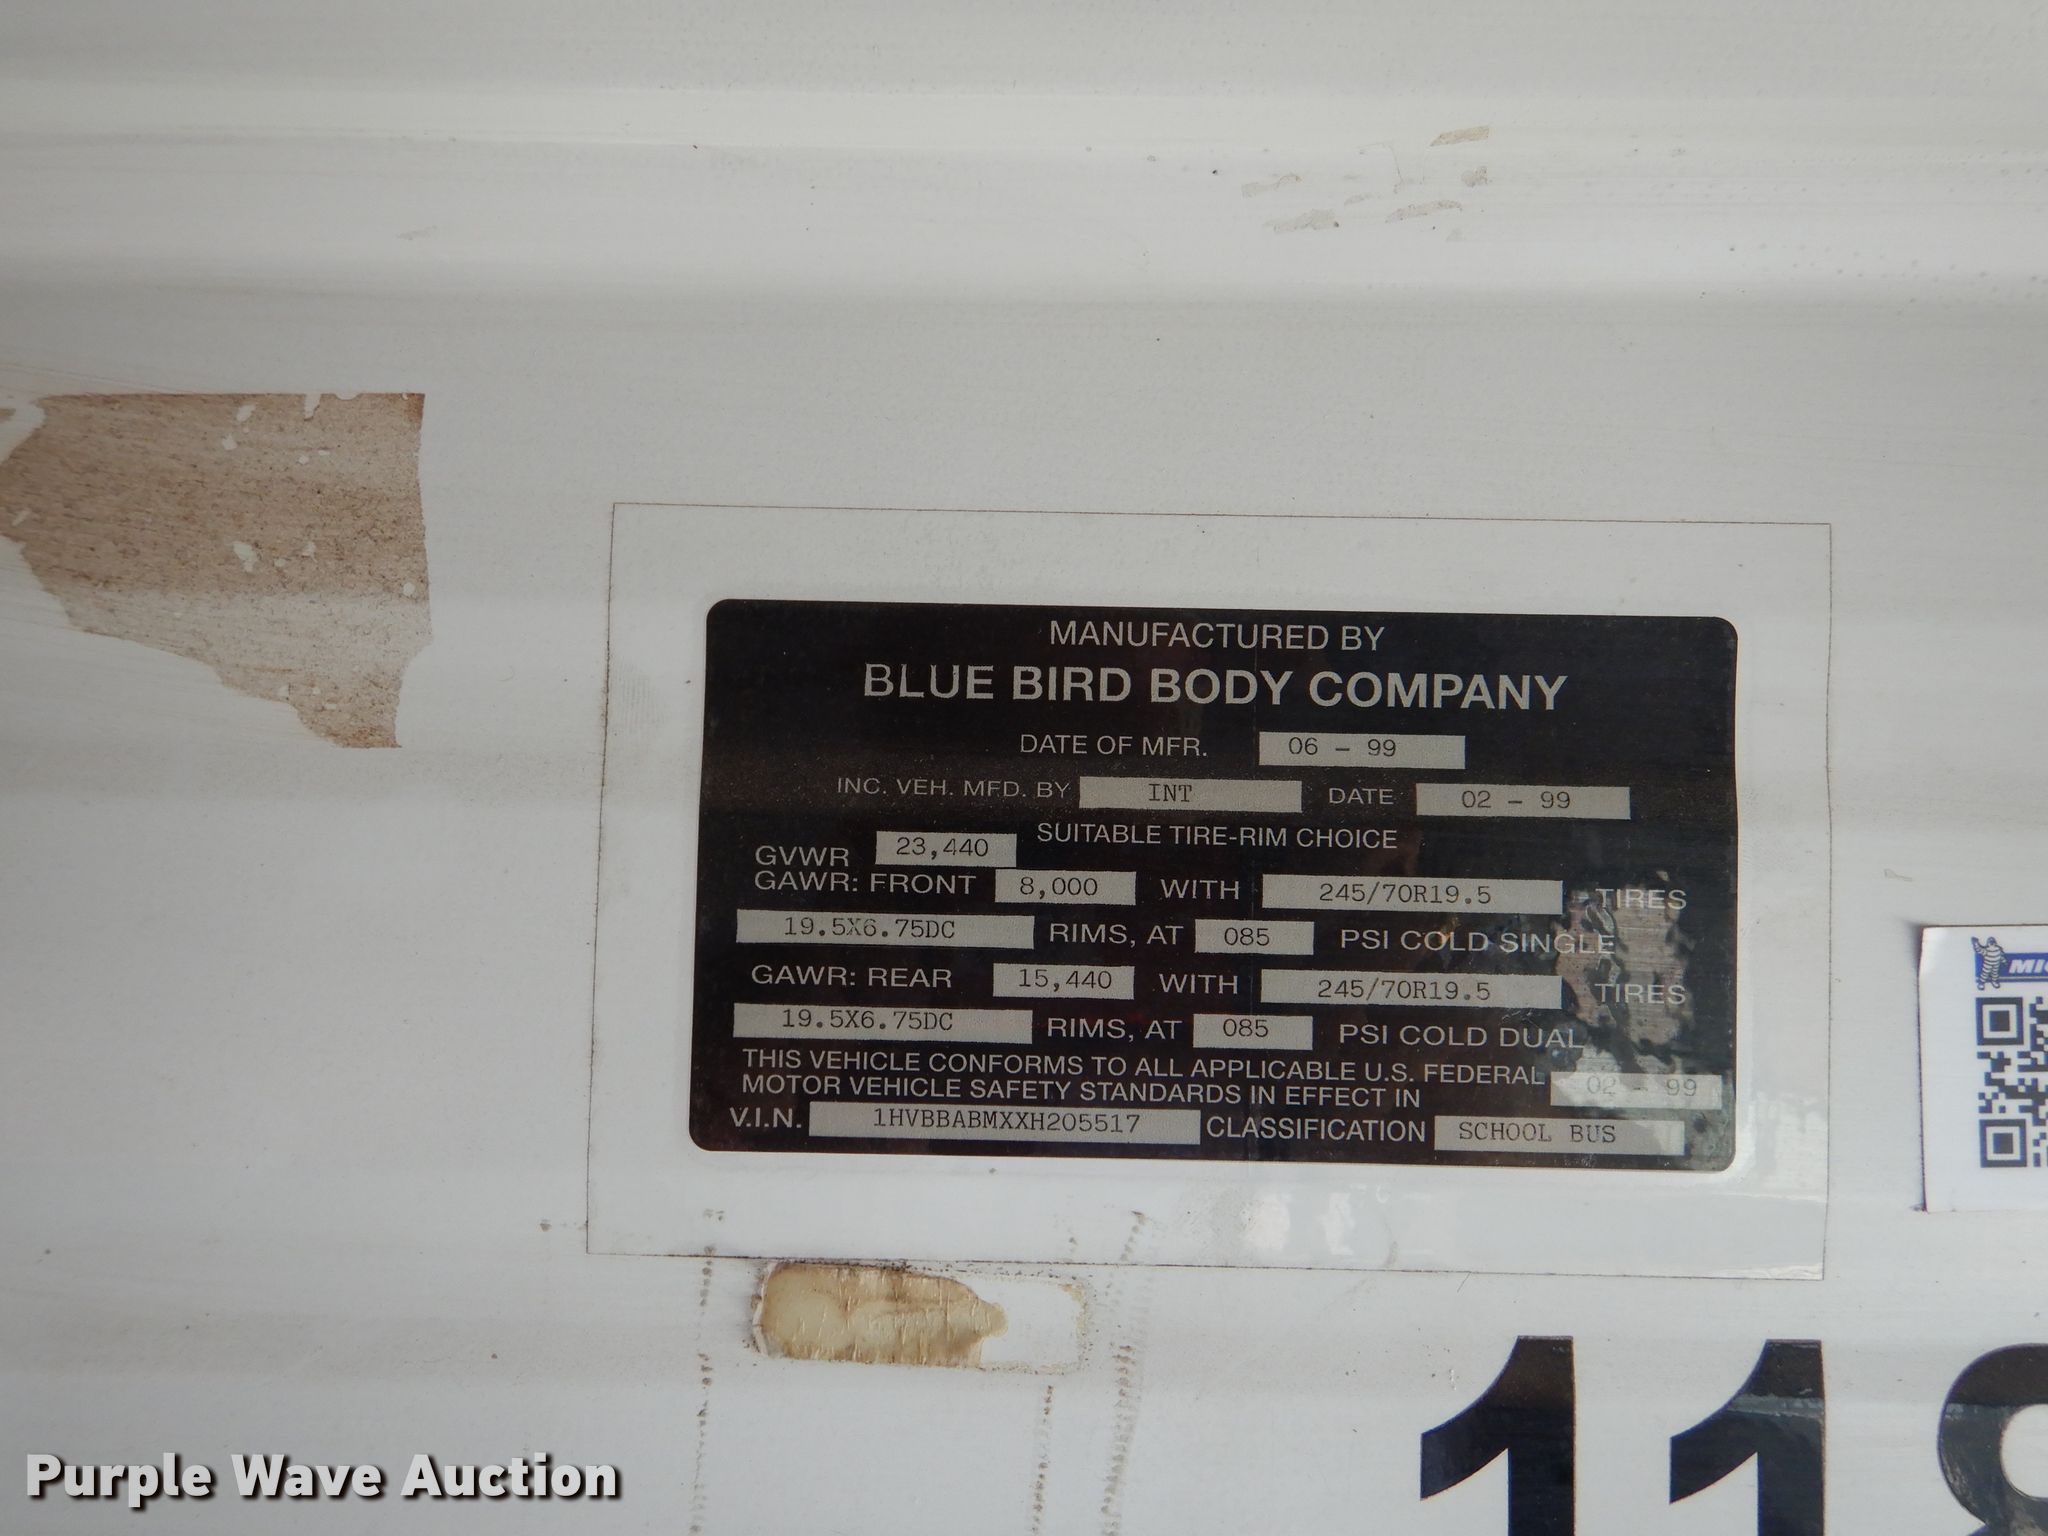 MANUFACTURED BY
BLUE BIRD BODY COMPANY
DATE OF MFR. 06 - 99
INC. VEH. MFD. BY INT DATE 02 - 99
SUITABLE TIRE-RIM CHOICE
GVWR 23,440
GAWR: FRONT 8,000 WITH 245/70R19.5 TIRES
19.5X6.75DC RIMS, AT 085 PSI COLD SINGLE
GAWR: REAR 15,440 WITH 245/70R19.5 TIRES
19.5X6.75DC RIMS, AT 085 PSI COLD DUAL
THIS VEHICLE CONFORMS TO ALL APPLICABLE U.S. FEDERAL
MOTOR VEHICLE SAFETY STANDARDS IN EFFECT IN 02 - 99
V.I.N. 1HVBBABMXXH205517 CLASSIFICATION SCHOOL BUS
118
Purple Wave Auction